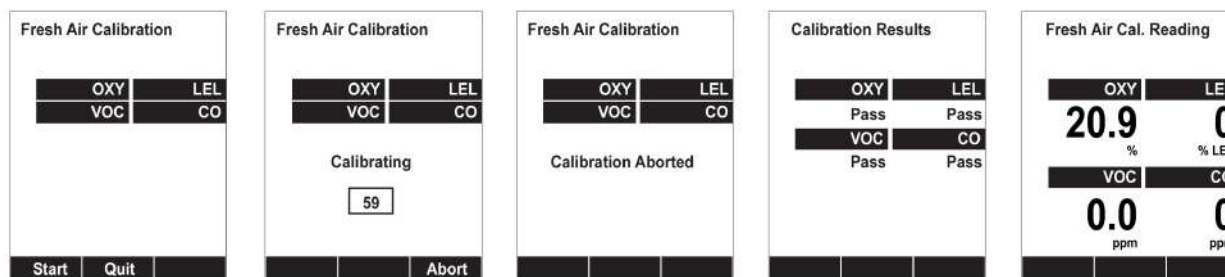 Fresh Air Calibration
OXY LEL
VOC CO
Start Quit
Fresh Air Calibration
OXY LEL
VOC CO
Calibrating
59
Abort
Fresh Air Calibration
OXY LEL
VOC CO
Calibration Aborted
Calibration Results
OXY LEL
Pass Pass
VOC CO
Pass Pass
Fresh Air Cal. Reading
OXY
20.9
%
VOC
0.0
ppm